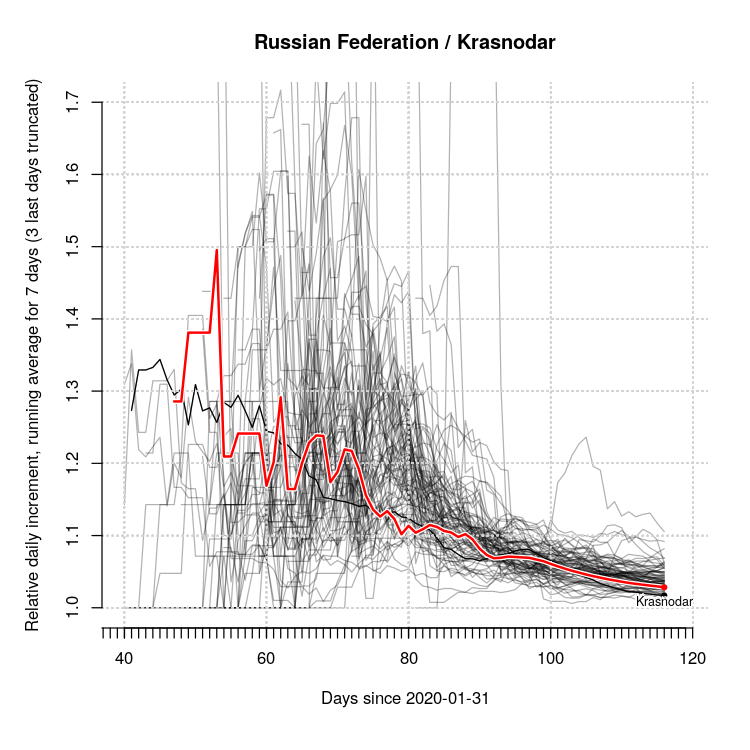 Russian Federation / Krasnodar
Relative daily increment, running average for 7 days (3 last days truncated)
1.7
1.6
1.5
1.4
1.3
1.2
1.1
1.0
Krasnodar
40 60 80 100 120
Days since 2020-01-31